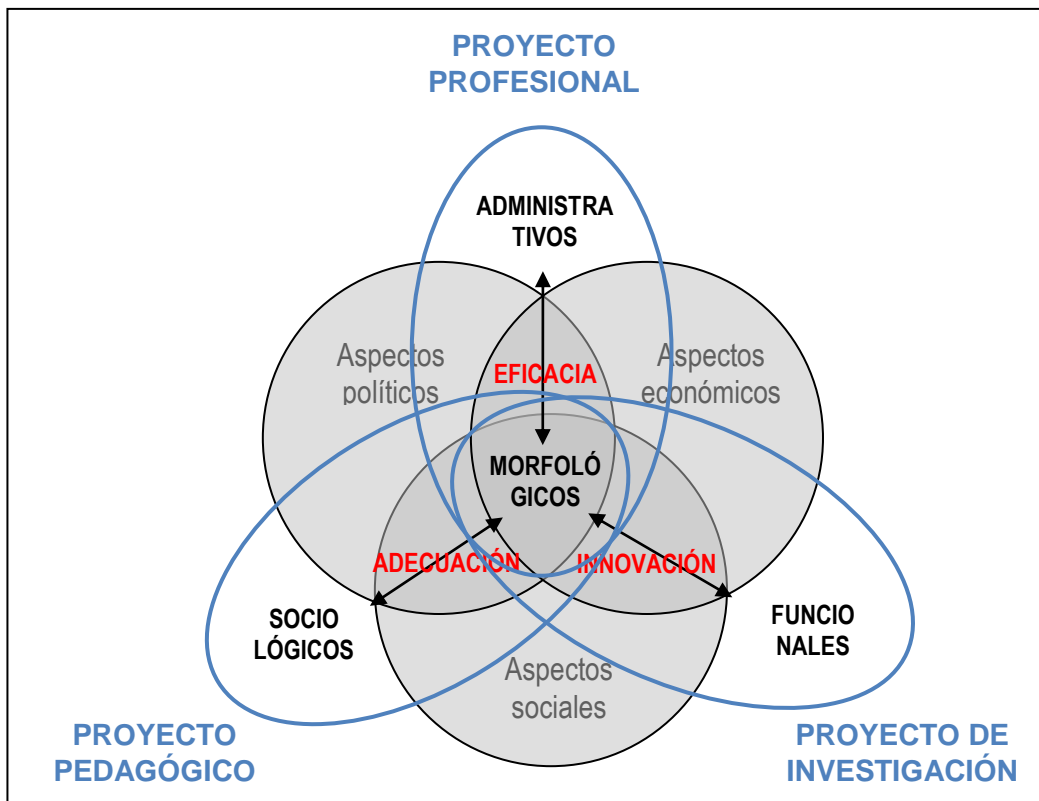 PROYECTO
PROFESIONAL
ADMINISTRA
TIVOS
Aspectos
políticos
Aspectos
económicos
EFICACIA
MORFOLÓ
GICOS
ADECUACIÓN
INNOVACIÓN
SOCIO
LÓGICOS
FUNCIO
NALES
Aspectos
sociales
PROYECTO
PEDAGÓGICO
PROYECTO DE
INVESTIGACIÓN